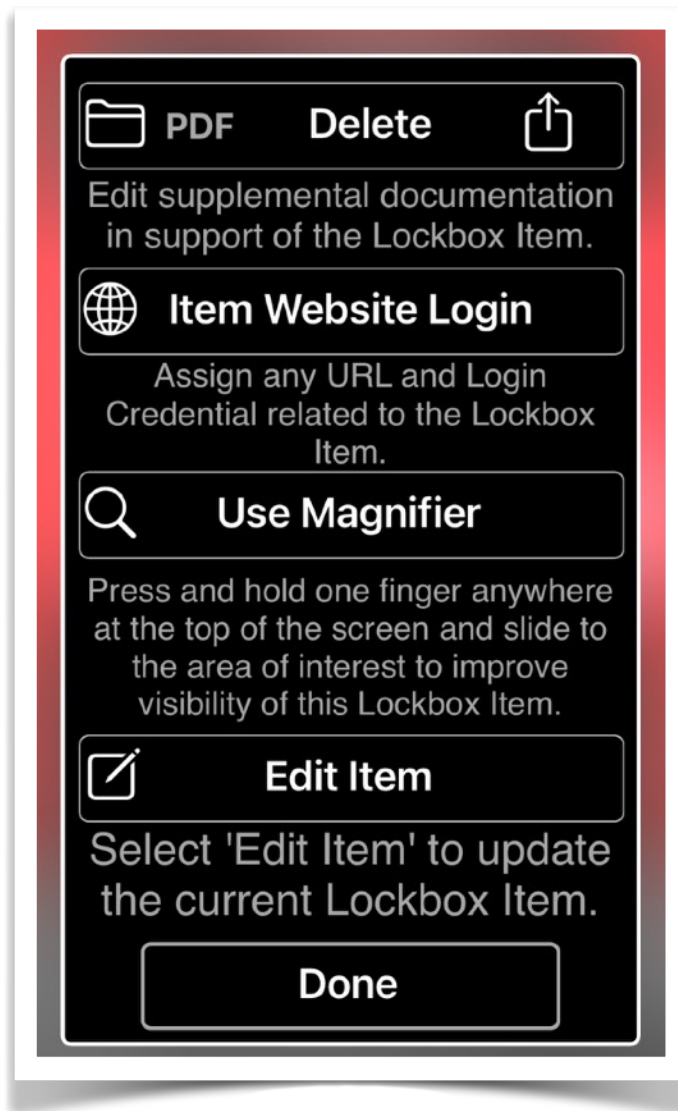 PDF Delete
Edit supplemental documentation
in support of the Lockbox Item.
Item Website Login
Assign any URL and Login
Credential related to the Lockbox
Item.
Use Magnifier
Press and hold one finger anywhere
at the top of the screen and slide to
the area of interest to improve
visibility of this Lockbox Item.
Edit Item
Select 'Edit Item' to update
the current Lockbox Item.
Done